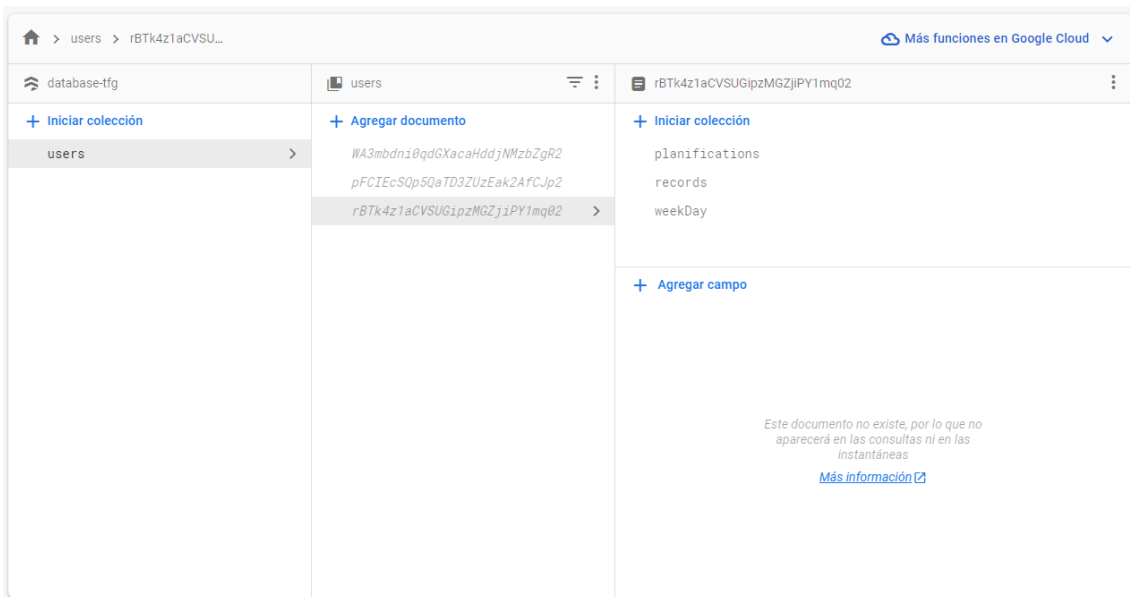 users > rBTk4z1aCVSU…
Más funciones en Google Cloud
database-tfg
users
rBTk4z1aCVSUGipzMGZjiPY1mq02
+ Iniciar colección
+ Agregar documento
+ Iniciar colección
users
WA3mbdni0qdGXacaHddjNMzbZgR2
planifications
pFCIEcSQp5QaTD3ZUzEak2AfCJp2
records
rBTk4z1aCVSUGipzMGZjiPY1mq02
weekDay
+ Agregar campo
Este documento no existe, por lo que no
aparecerá en las consultas ni en las
instantáneas
Más información